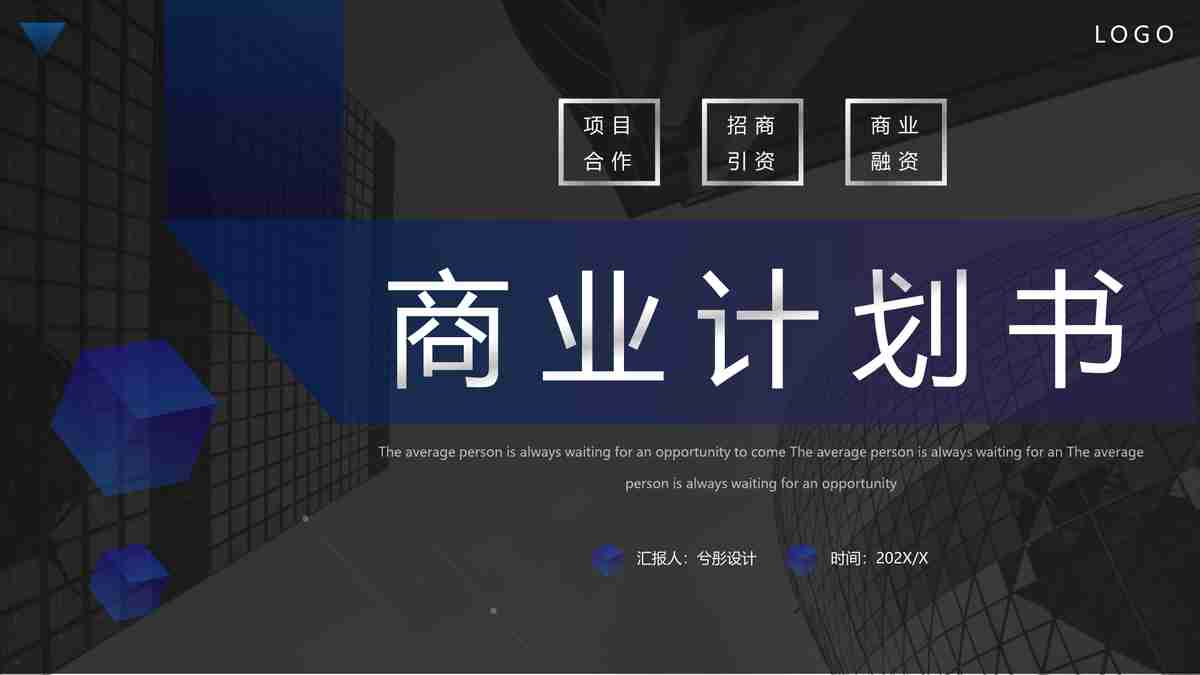 LOGO
项目
合作
招商
引资
商业
融资
商业计划书
The average person is always waiting for an opportunity to come The average person is always waiting for an The average
person is always waiting for an opportunity
汇报人：兮彤设计
时间：202X/X